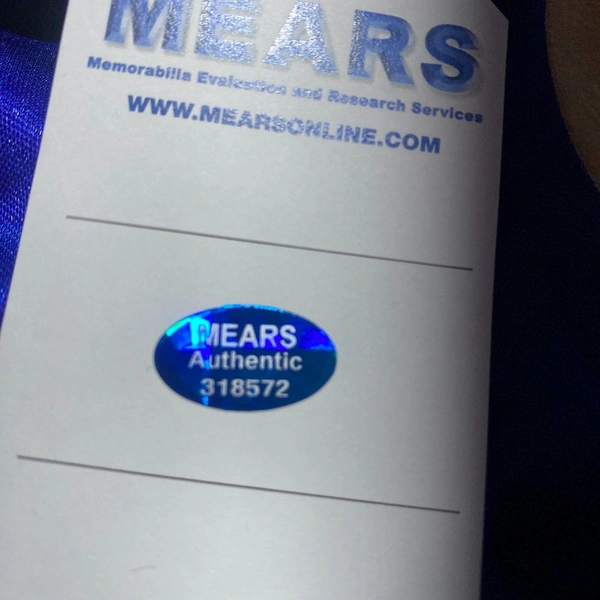 MEARS
Memorabilia Evaluation and Research Services
WWW.MEARSONLINE.COM
MEARS
Authentic
318572